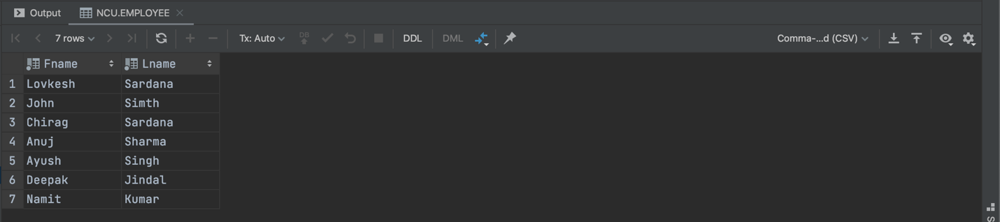 Output NCU.EMPLOYEE
7 rows Tx: Auto DB DDL DML Comma-...d (CSV)
Fname Lname
1 Lovkesh Sardana
2 John Simth
3 Chirag Sardana
4 Anuj Sharma
5 Ayush Singh
6 Deepak Jindal
7 Namit Kumar